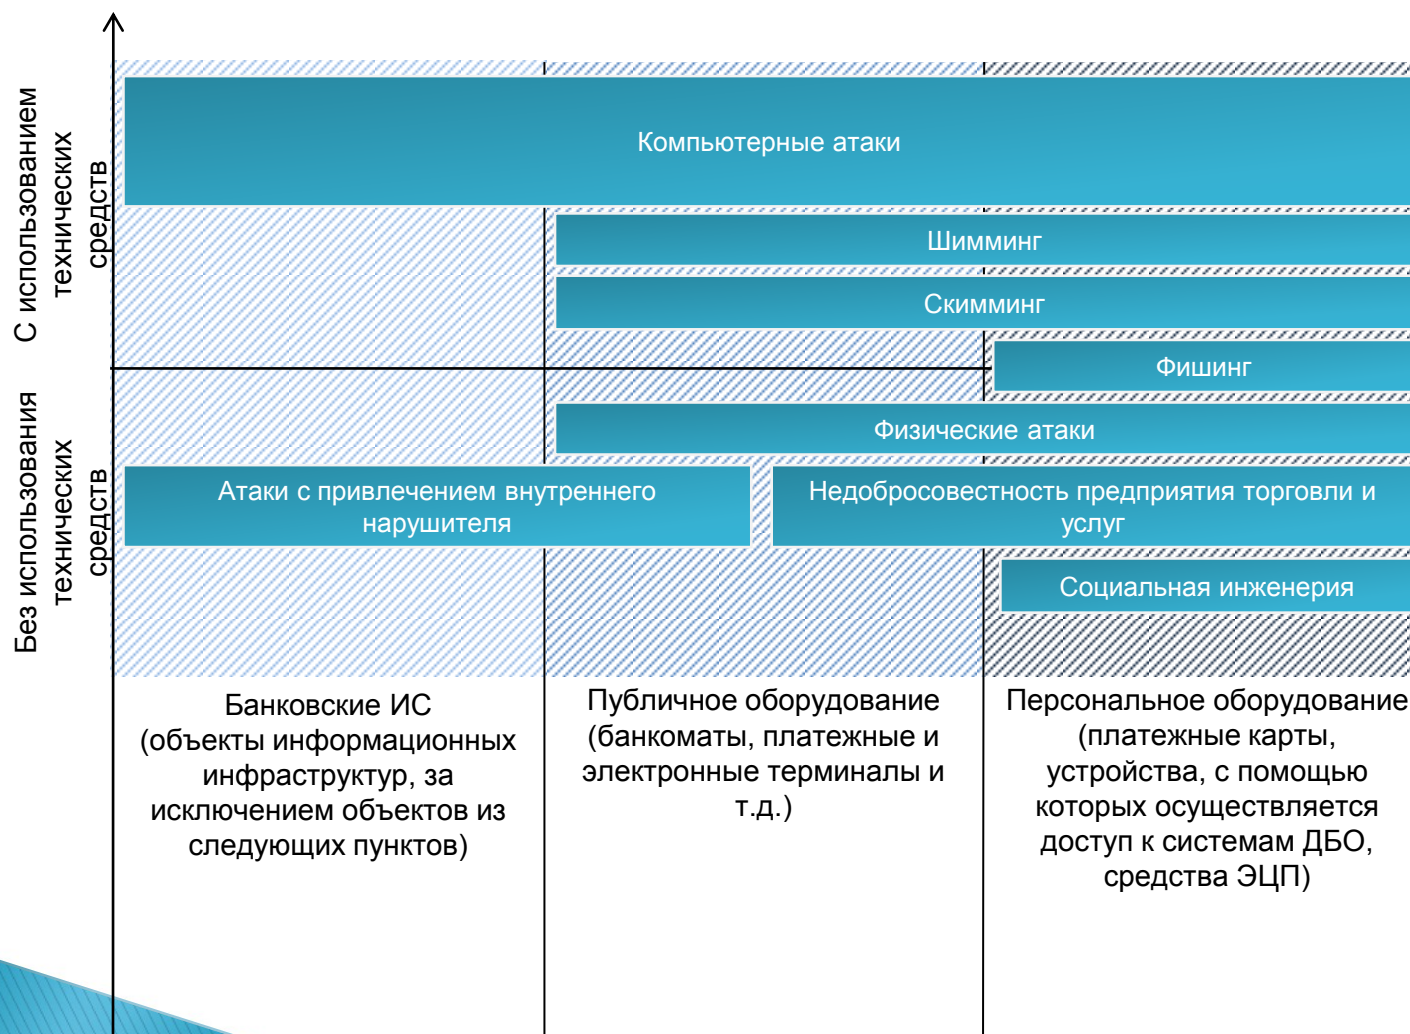 С использованием
технических
средств
Компьютерные атаки
Шимминг
Скимминг
Фишинг
Без использования
технических
средств
Физические атаки
Атаки с привлечением внутреннего
нарушителя
Недобросовестность предприятия торговли и
услуг
Социальная инженерия
Банковские ИС
(объекты информационных
инфраструктур, за
исключением объектов из
следующих пунктов)
Публичное оборудование
(банкоматы, платежные и
электронные терминалы и
т.д.)
Персональное оборудование
(платежные карты,
устройства, с помощью
которых осуществляется
доступ к системам ДБО,
средства ЭЦП)